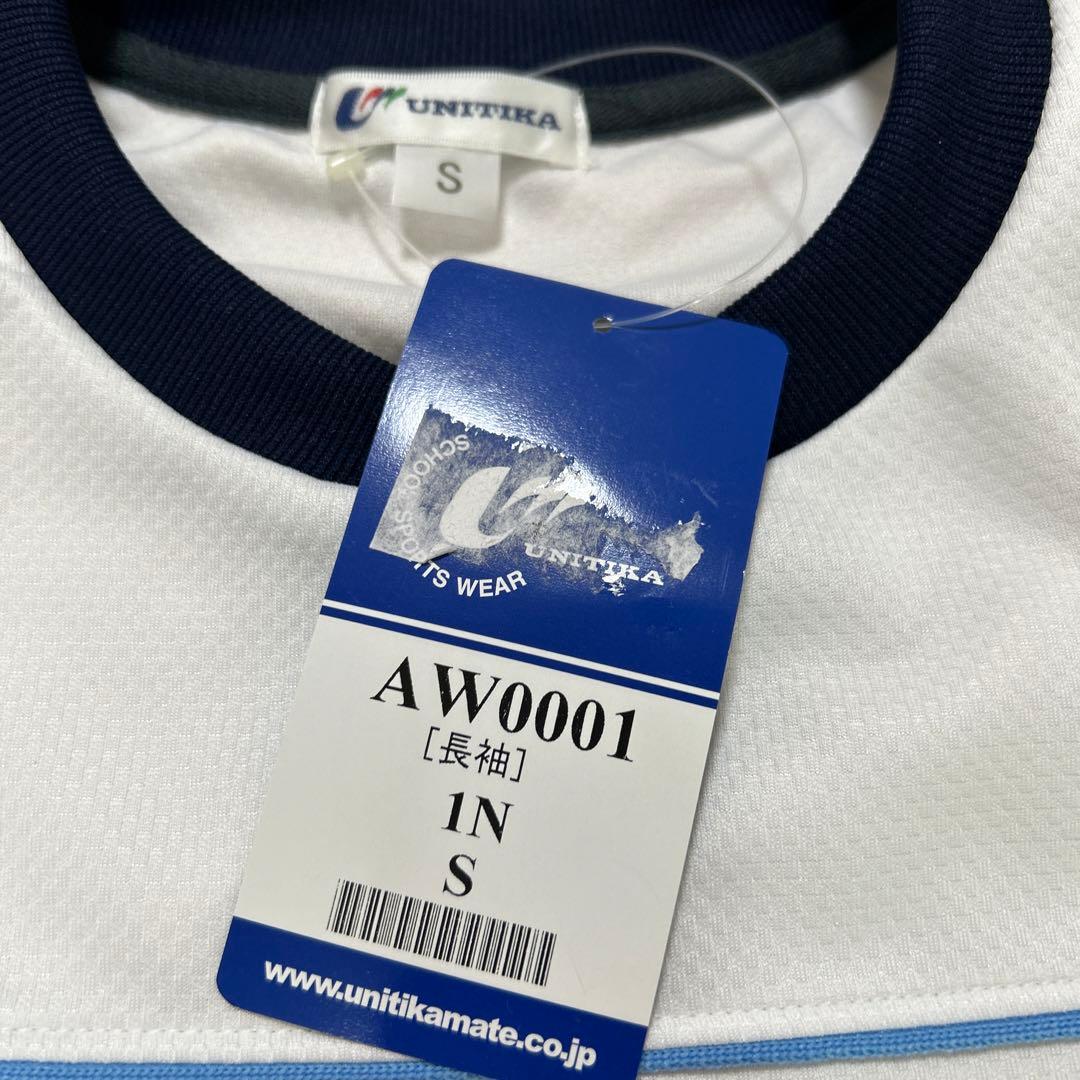 UNITIKA
S
SCHOOL SPORTS WEAR
UNITIKA
AW0001
[長袖]
1N
S
www.unitikamate.co.jp